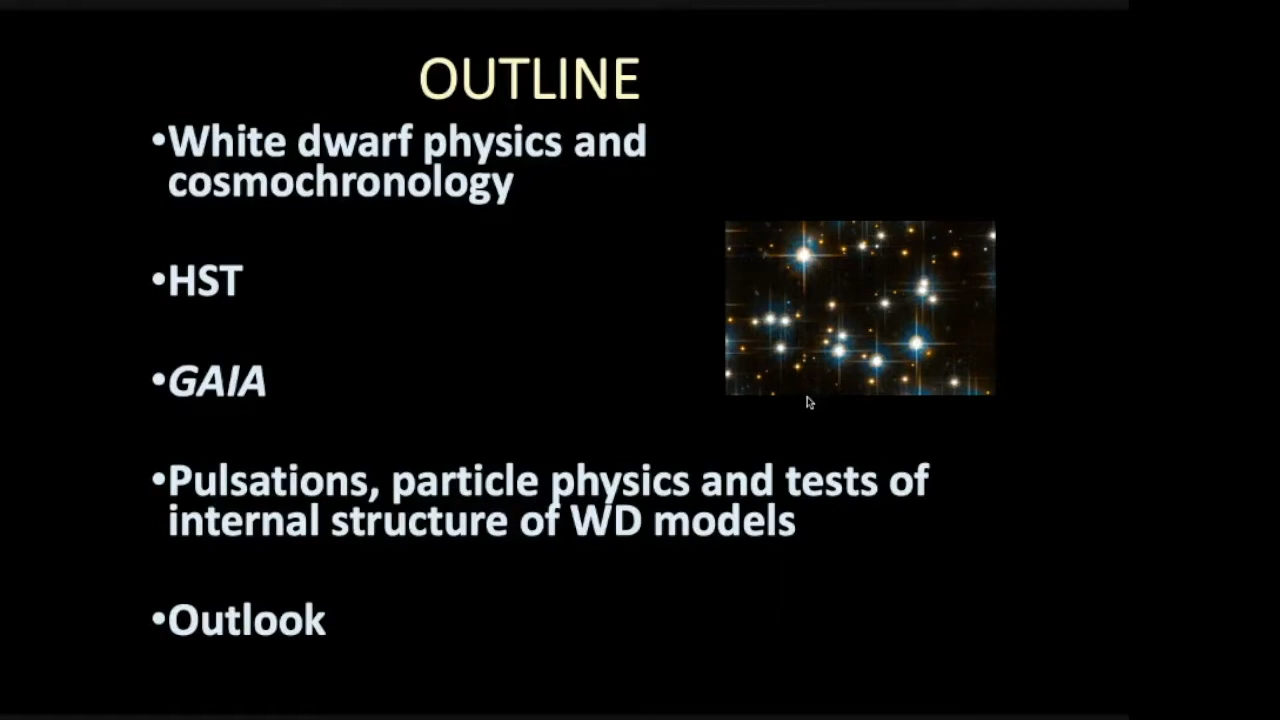 OUTLINE
•White dwarf physics and
cosmochronology
•HST
•GAIA
•Pulsations, particle physics and tests of
internal structure of WD models
•Outlook